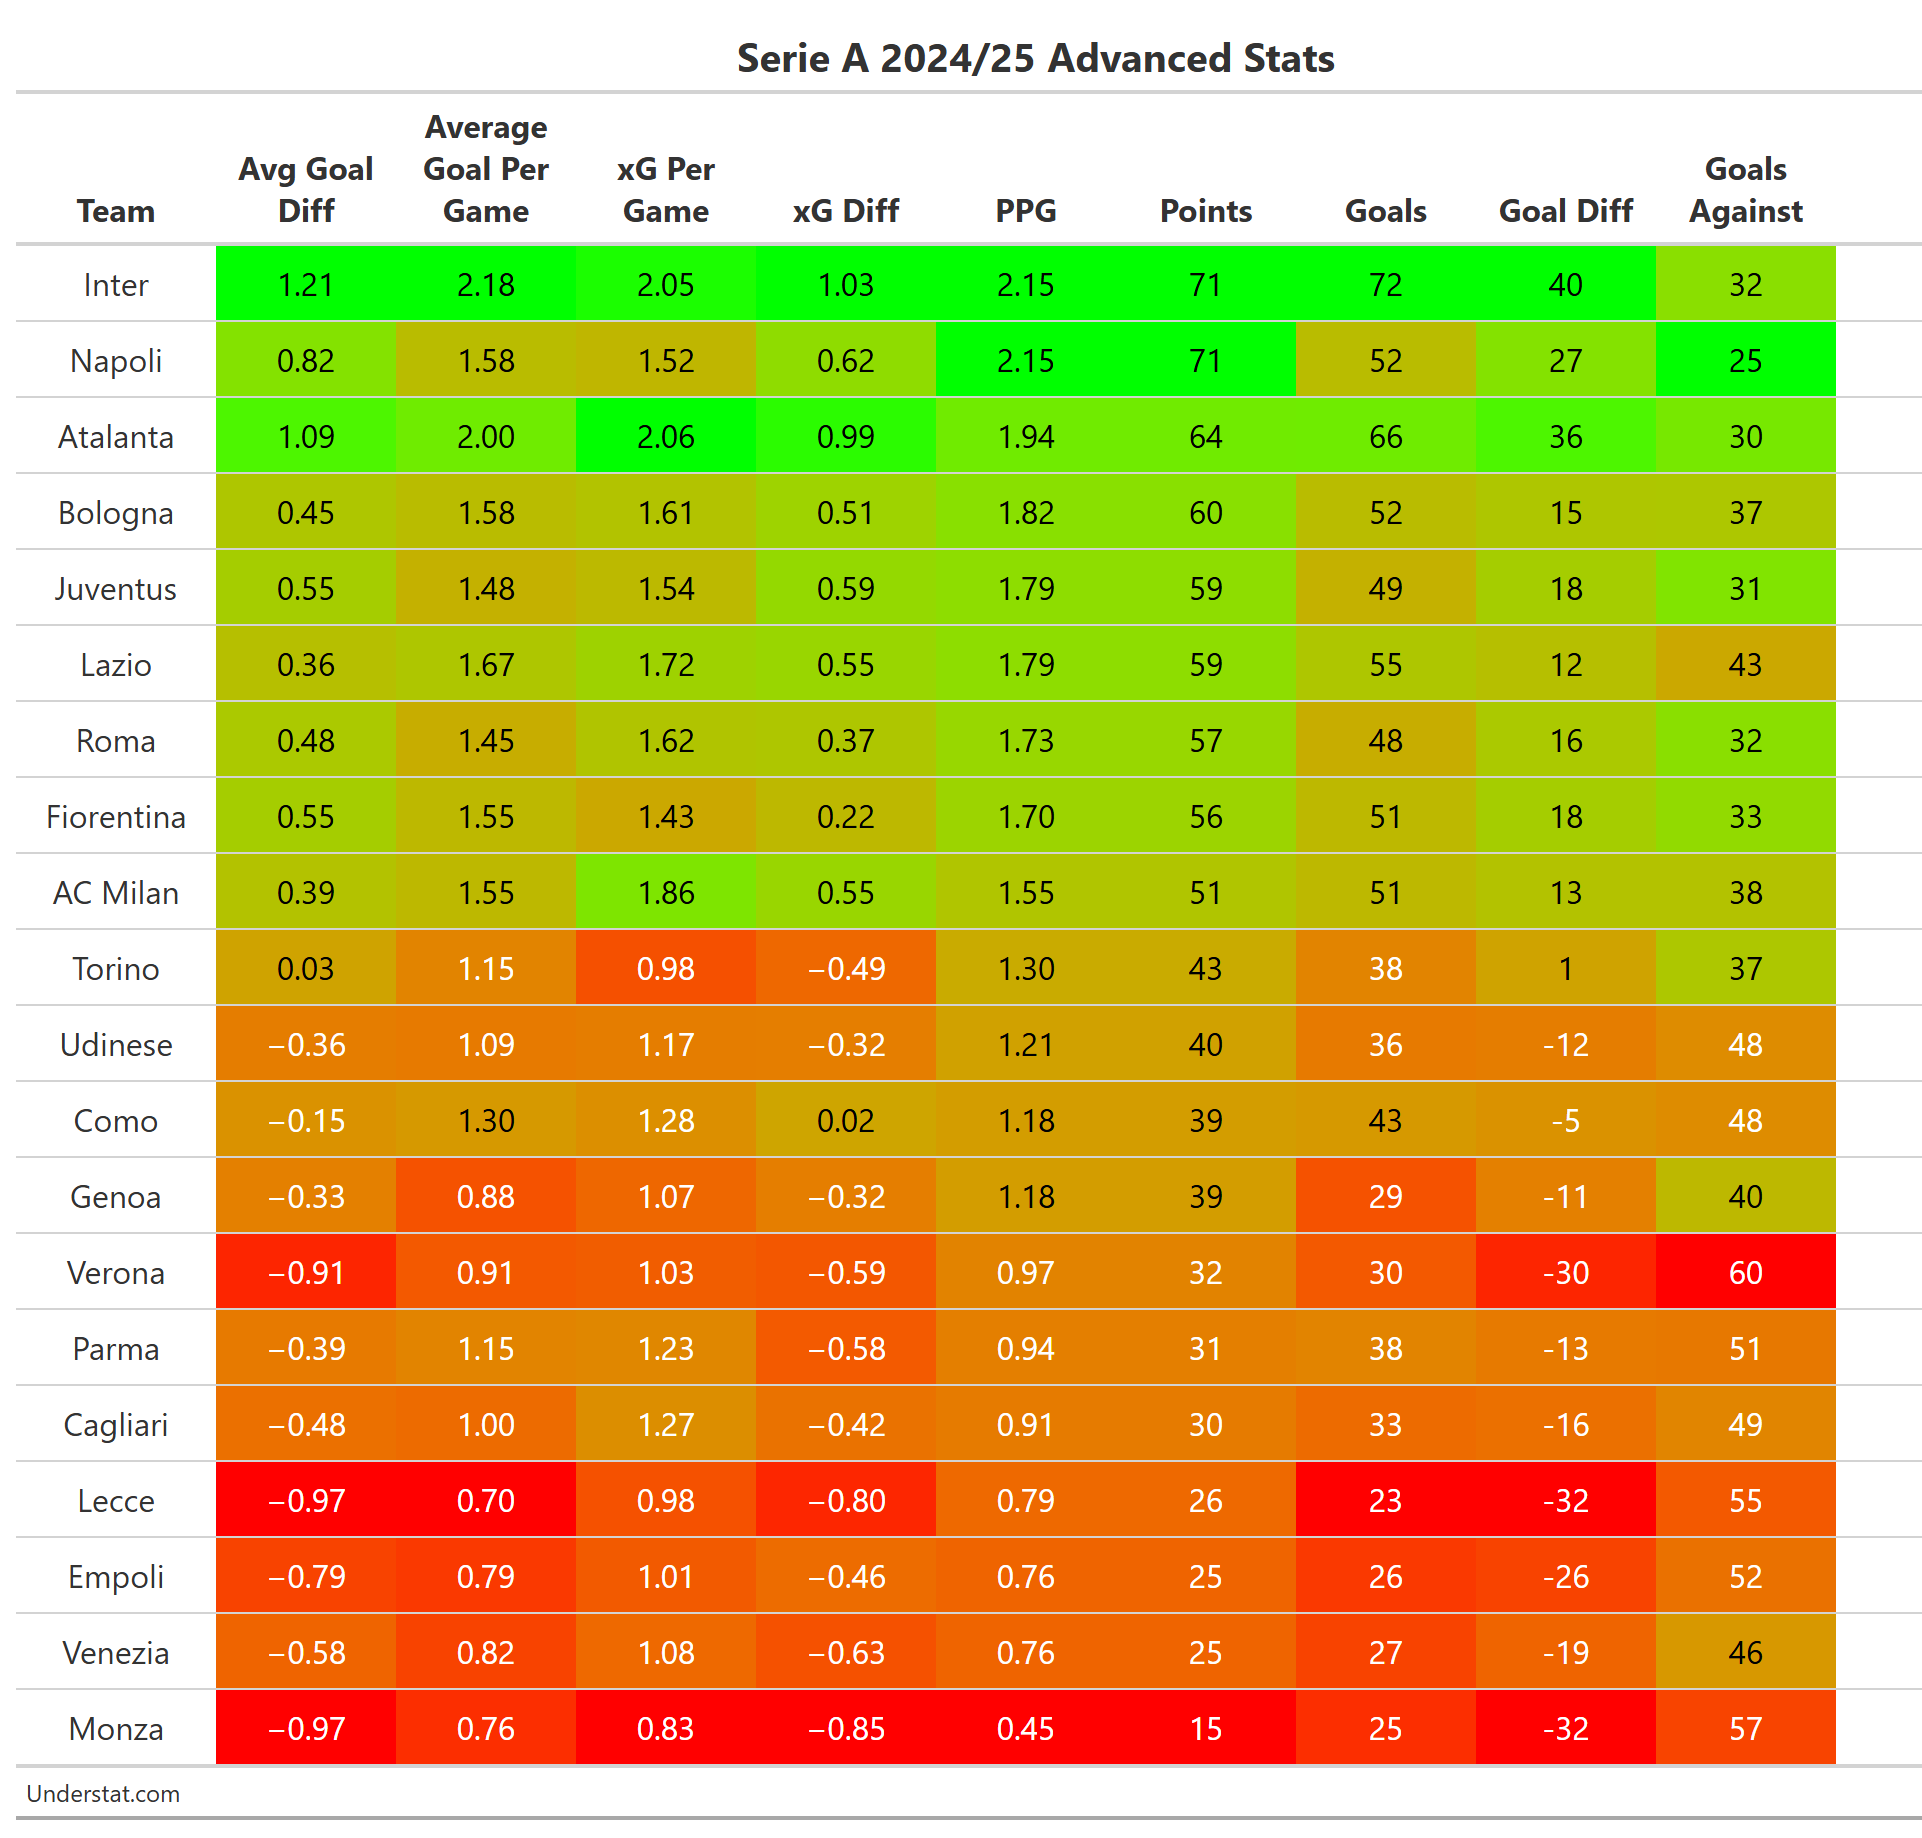 Serie A 2024/25 Advanced Stats
Team Avg Goal Diff Average Goal Per Game xG Per Game xG Diff PPG Points Goals Goal Diff Goals Against
Inter 1.21 2.18 2.05 1.03 2.15 71 72 40 32
Napoli 0.82 1.58 1.52 0.62 2.15 71 52 27 25
Atalanta 1.09 2.00 2.06 0.99 1.94 64 66 36 30
Bologna 0.45 1.58 1.61 0.51 1.82 60 52 15 37
Juventus 0.55 1.48 1.54 0.59 1.79 59 49 18 31
Lazio 0.36 1.67 1.72 0.55 1.79 59 55 12 43
Roma 0.48 1.45 1.62 0.37 1.73 57 48 16 32
Fiorentina 0.55 1.55 1.43 0.22 1.70 56 51 18 33
AC Milan 0.39 1.55 1.86 0.55 1.55 51 51 13 38
Torino 0.03 1.15 0.98 −0.49 1.30 43 38 1 37
Udinese −0.36 1.09 1.17 −0.32 1.21 40 36 -12 48
Como −0.15 1.30 1.28 0.02 1.18 39 43 -5 48
Genoa −0.33 0.88 1.07 −0.32 1.18 39 29 -11 40
Verona −0.91 0.91 1.03 −0.59 0.97 32 30 -30 60
Parma −0.39 1.15 1.23 −0.58 0.94 31 38 -13 51
Cagliari −0.48 1.00 1.27 −0.42 0.91 30 33 -16 49
Lecce −0.97 0.70 0.98 −0.80 0.79 26 23 -32 55
Empoli −0.79 0.79 1.01 −0.46 0.76 25 26 -26 52
Venezia −0.58 0.82 1.08 −0.63 0.76 25 27 -19 46
Monza −0.97 0.76 0.83 −0.85 0.45 15 25 -32 57
Understat.com